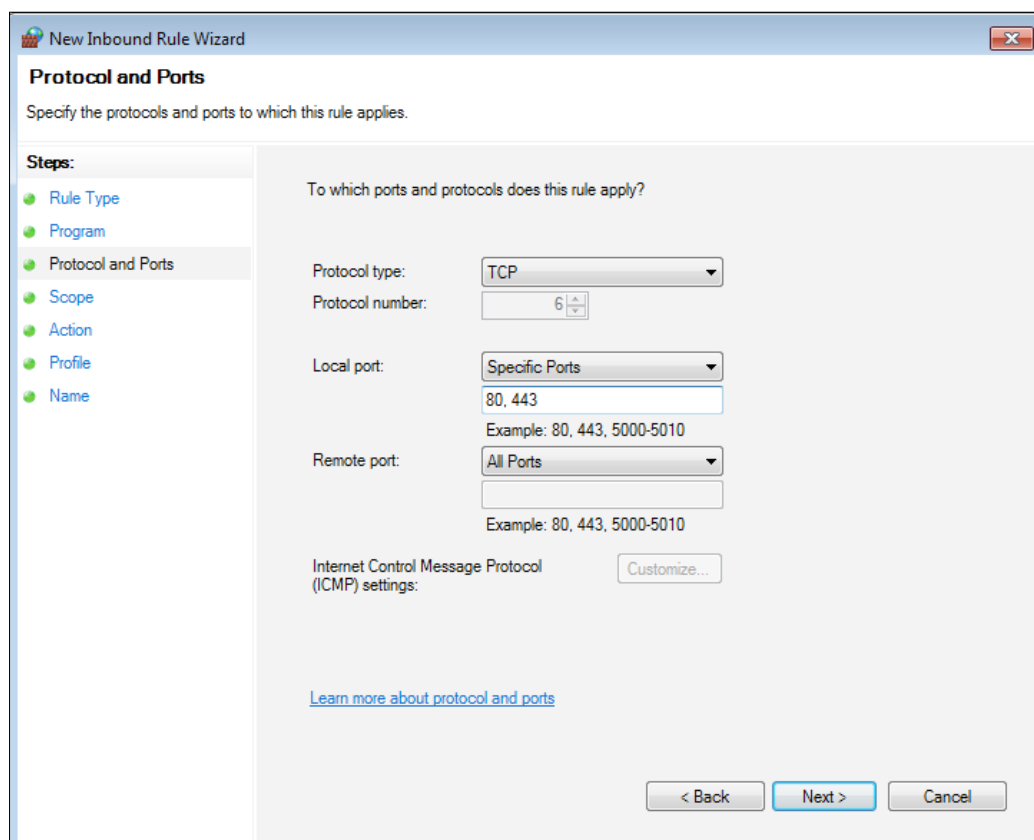 New Inbound Rule Wizard
Protocol and Ports
Specify the protocols and ports to which this rule applies.
Steps:
Rule Type
Program
Protocol and Ports
Scope
Action
Profile
Name
To which ports and protocols does this rule apply?
Protocol type: TCP
Protocol number: 6
Local port: Specific Ports
80, 443
Example: 80, 443, 5000-5010
Remote port: All Ports
Example: 80, 443, 5000-5010
Internet Control Message Protocol
(ICMP) settings:
Customize...
Learn more about protocol and ports
< Back Next > Cancel